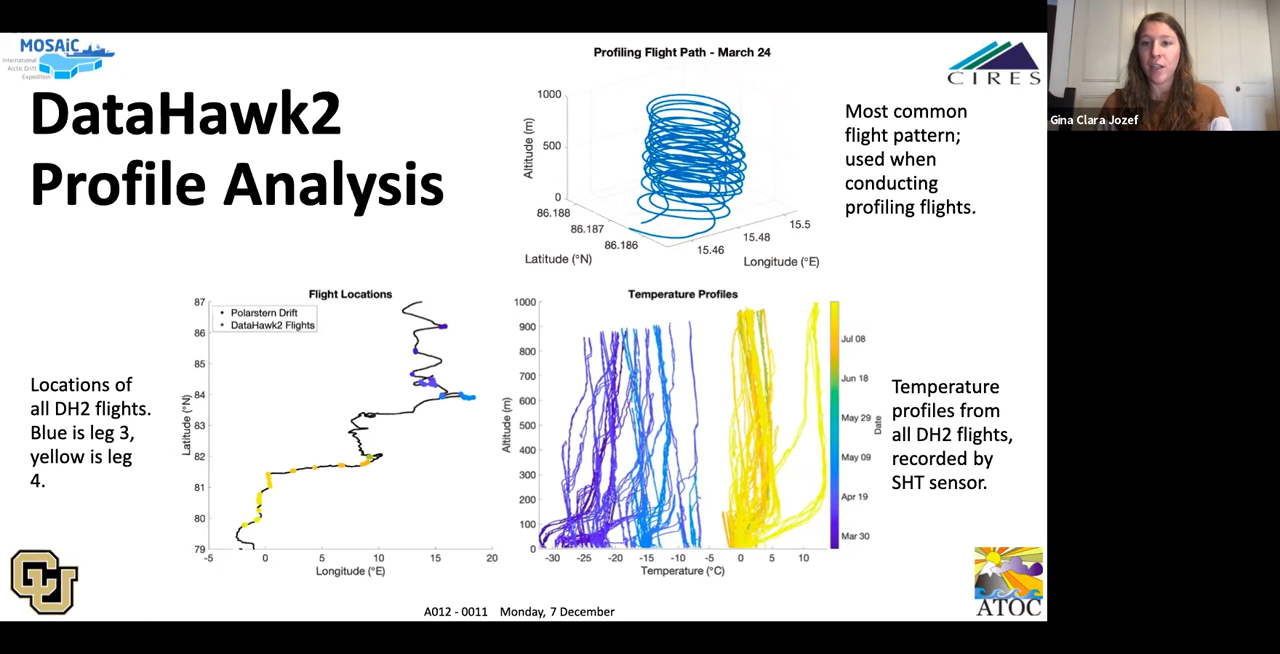 MOSAiC
International
Arctic Drift
Expedition
DataHawk2
Profile Analysis
Profiling Flight Path - March 24
1000
500
0
Altitude (m)
86.188
86.187
86.186
Latitude (°N)
15.46
15.48
15.5
Longitude (°E)
CIRES
Most common
flight pattern;
used when
conducting
profiling flights.
Gina Clara Jozef
Locations of
all DH2 flights.
Blue is leg 3,
yellow is leg
4.
Flight Locations
Polarstern Drift
DataHawk2 Flights
87
86
85
84
83
82
81
80
79
Latitude (°N)
-5
0
5
10
15
20
Longitude (°E)
Temperature Profiles
1000
900
800
700
600
500
400
300
200
100
0
Altitude (m)
-30
-25
-20
-15
-10
-5
0
5
10
Temperature (°C)
Jul 08
Jun 18
May 29
May 09
Apr 19
Mar 30
Date
Temperature
profiles from
all DH2 flights,
recorded by
SHT sensor.
CU
A012 - 0011 Monday, 7 December
ATOC